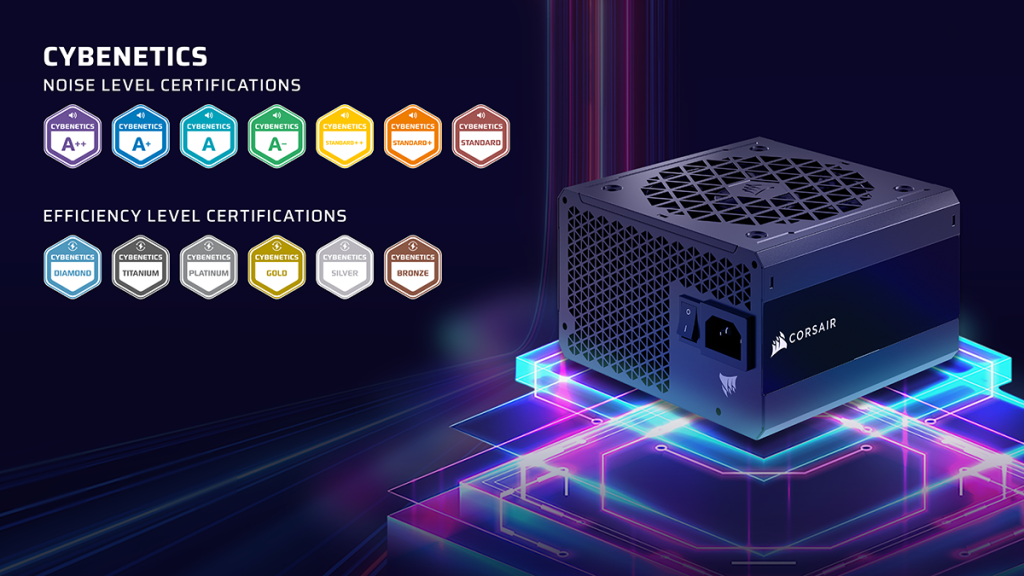 CYBENETICS
NOISE LEVEL CERTIFICATIONS
CYBENETICS CYBENETICS CYBENETICS CYBENETICS CYBENETICS CYBENETICS CYBENETICS
A++ A+ A A- STANDARD++ STANDARD+ STANDARD
EFFICIENCY LEVEL CERTIFICATIONS
CYBENETICS CYBENETICS CYBENETICS CYBENETICS CYBENETICS CYBENETICS
DIAMOND TITANIUM PLATINUM GOLD SILVER BRONZE
CORSAIR